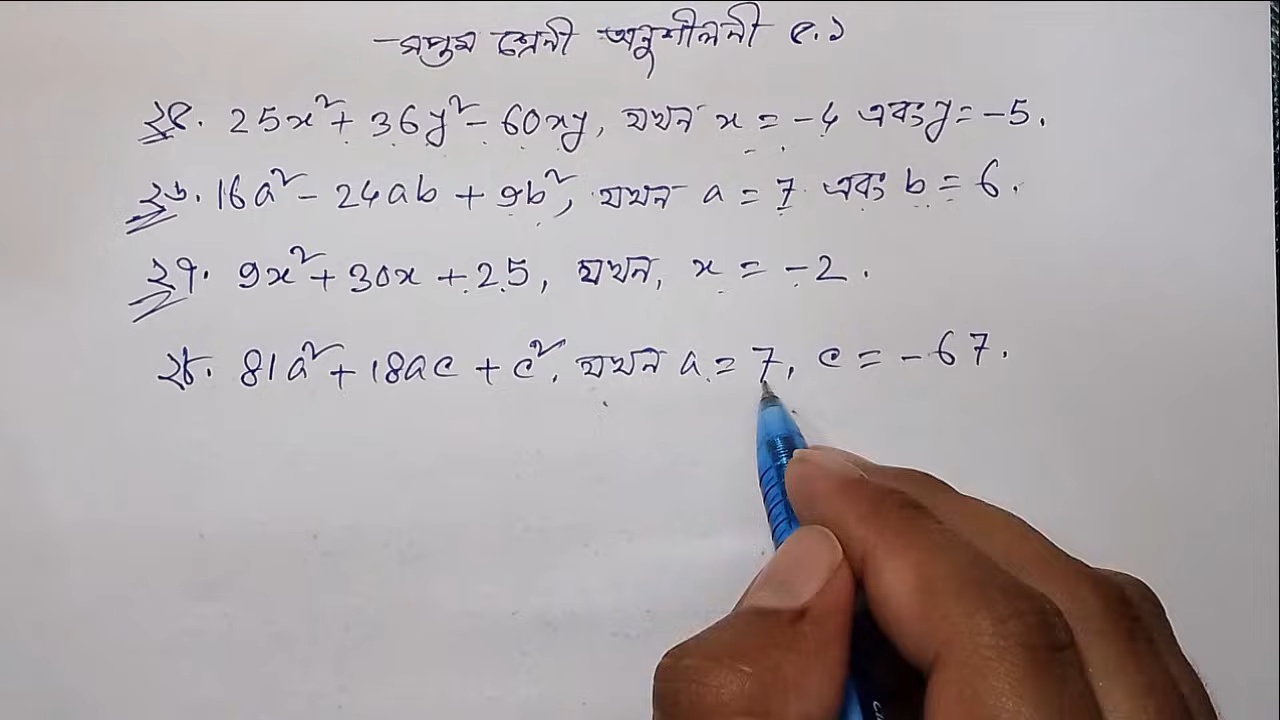 সপ্তম শ্রেনী অনুশীলনী ৫.১
২৫. 25x² + 36y² - 60xy, যখন x = -4 এবং y = -5.
২৬. 16a² - 24ab + 9b², যখন a = 7 এবং b = 6.
২৭. 9x² + 30x + 25, যখন, x = -2.
২৮. 81a² + 18ac + c², যখন a = 7, c = -67.